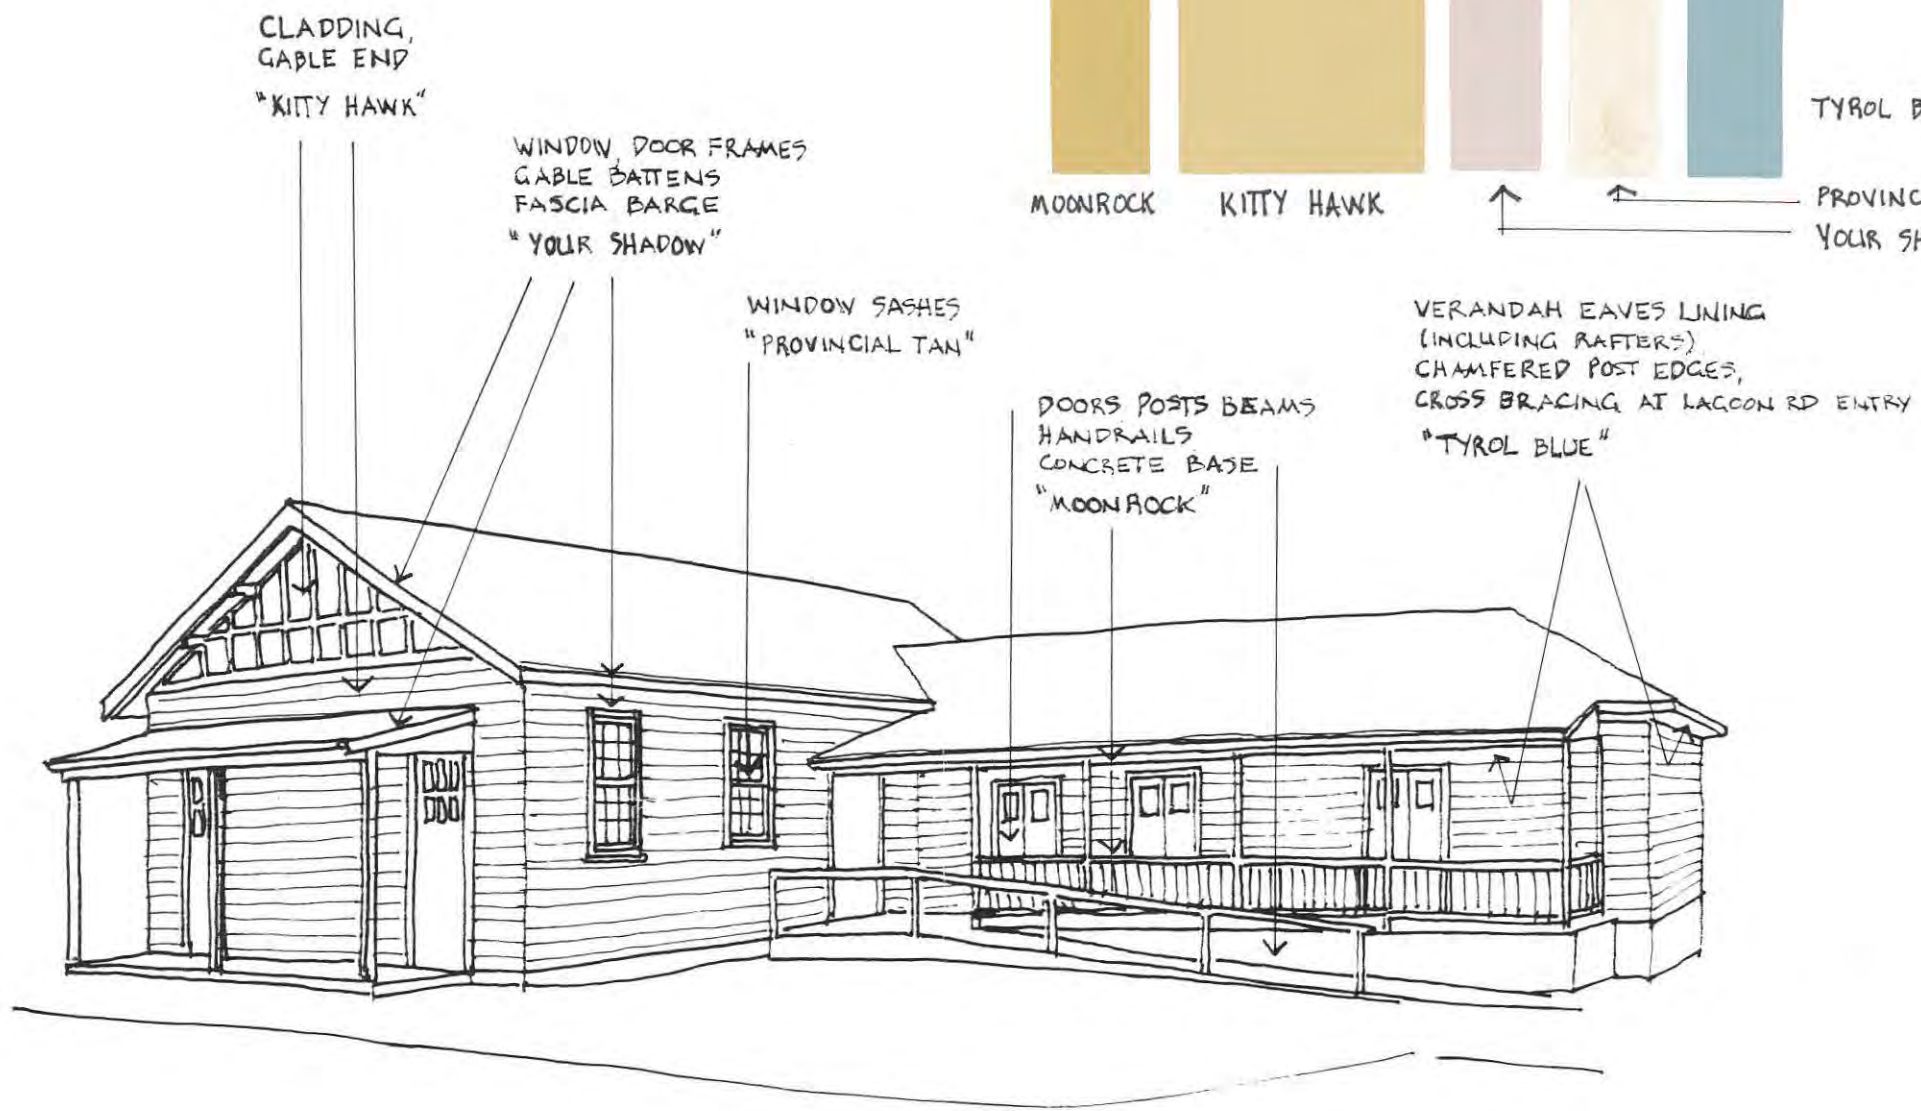 CLADDING,
GABLE END
"KITTY HAWK"
WINDOW, DOOR FRAMES
GABLE BATTENS
FASCIA BARGE
"YOUR SHADOW"
WINDOW SASHES
"PROVINCIAL TAN"
DOORS POSTS BEAMS
HANDRAILS
CONCRETE BASE
"MOONROCK"
MOONROCK
KITTY HAWK
TYROL B
PROVINC
YOUR SH
VERANDAH EAVES LINING
(INCLUDING RAFTERS)
CHAMFERED POST EDGES,
CROSS BRACING AT LAGOON RD ENTRY
"TYROL BLUE"